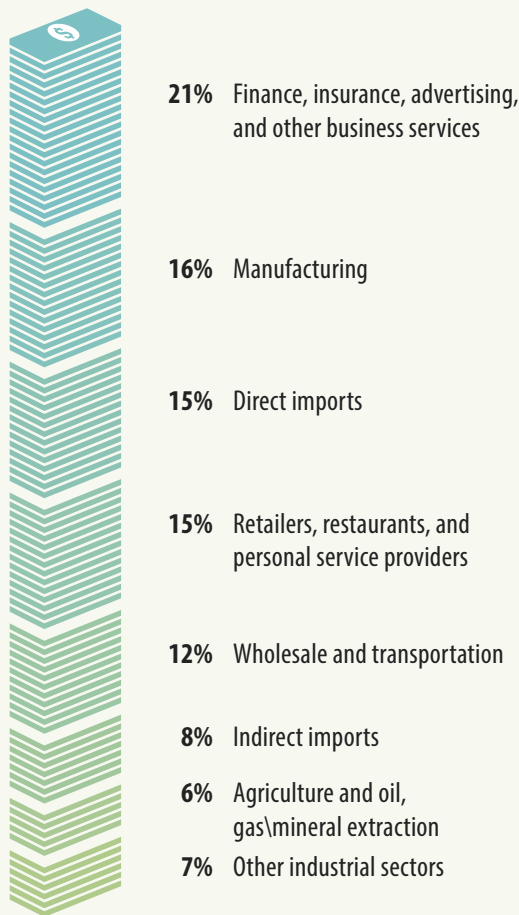 $
21% Finance, insurance, advertising,
and other business services
16% Manufacturing
15% Direct imports
15% Retailers, restaurants, and
personal service providers
12% Wholesale and transportation
8% Indirect imports
6% Agriculture and oil,
gas\mineral extraction
7% Other industrial sectors